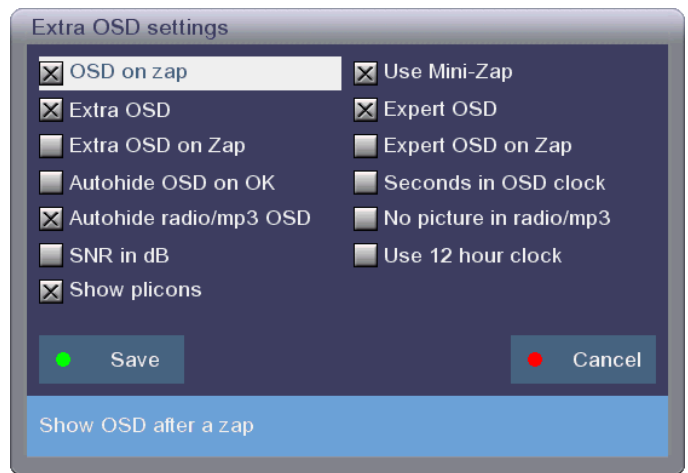 Extra OSD settings
OSD on zap
Use Mini-Zap
Extra OSD
Expert OSD
Extra OSD on Zap
Expert OSD on Zap
Autohide OSD on OK
Seconds in OSD clock
Autohide radio/mp3 OSD
No picture in radio/mp3
SNR in dB
Use 12 hour clock
Show plicons
Save
Cancel
Show OSD after a zap